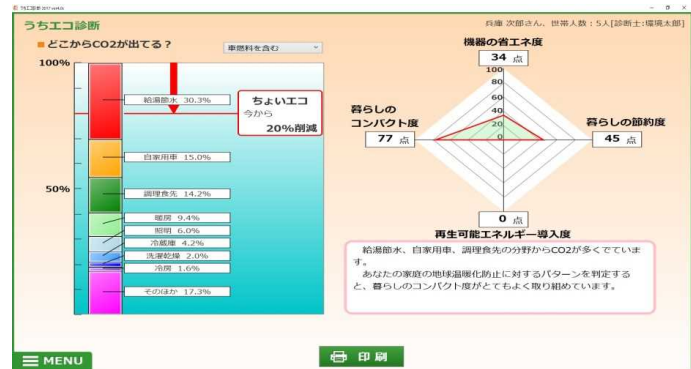 うちエコ診断
兵庫 次郎さん、世帯人数：5人[診断士:環境太郎]
■どこからCO2が出てる？
車燃料を含む
100%
50%
給湯節水 30.3%
自家用車 15.0%
調理食先 14.2%
暖房 9.4%
照明 6.0%
冷蔵庫 4.2%
洗濯乾燥 2.0%
冷房 1.6%
そのほか 17.3%
ちょいエコ
今から
20%削減
機器の省エネ度
34 点
100
80
60
40
20
0
暮らしの
コンパクト度
77 点
暮らしの節約度
45 点
0 点
再生可能エネルギー導入度
給湯節水、自家用車、調理食先の分野からCO2が多くでていま
す。
あなたの家庭の地球温暖化防止に対するパターンを判定する
と、暮らしのコンパクト度がとてもよく取り組めています。
MENU
印刷